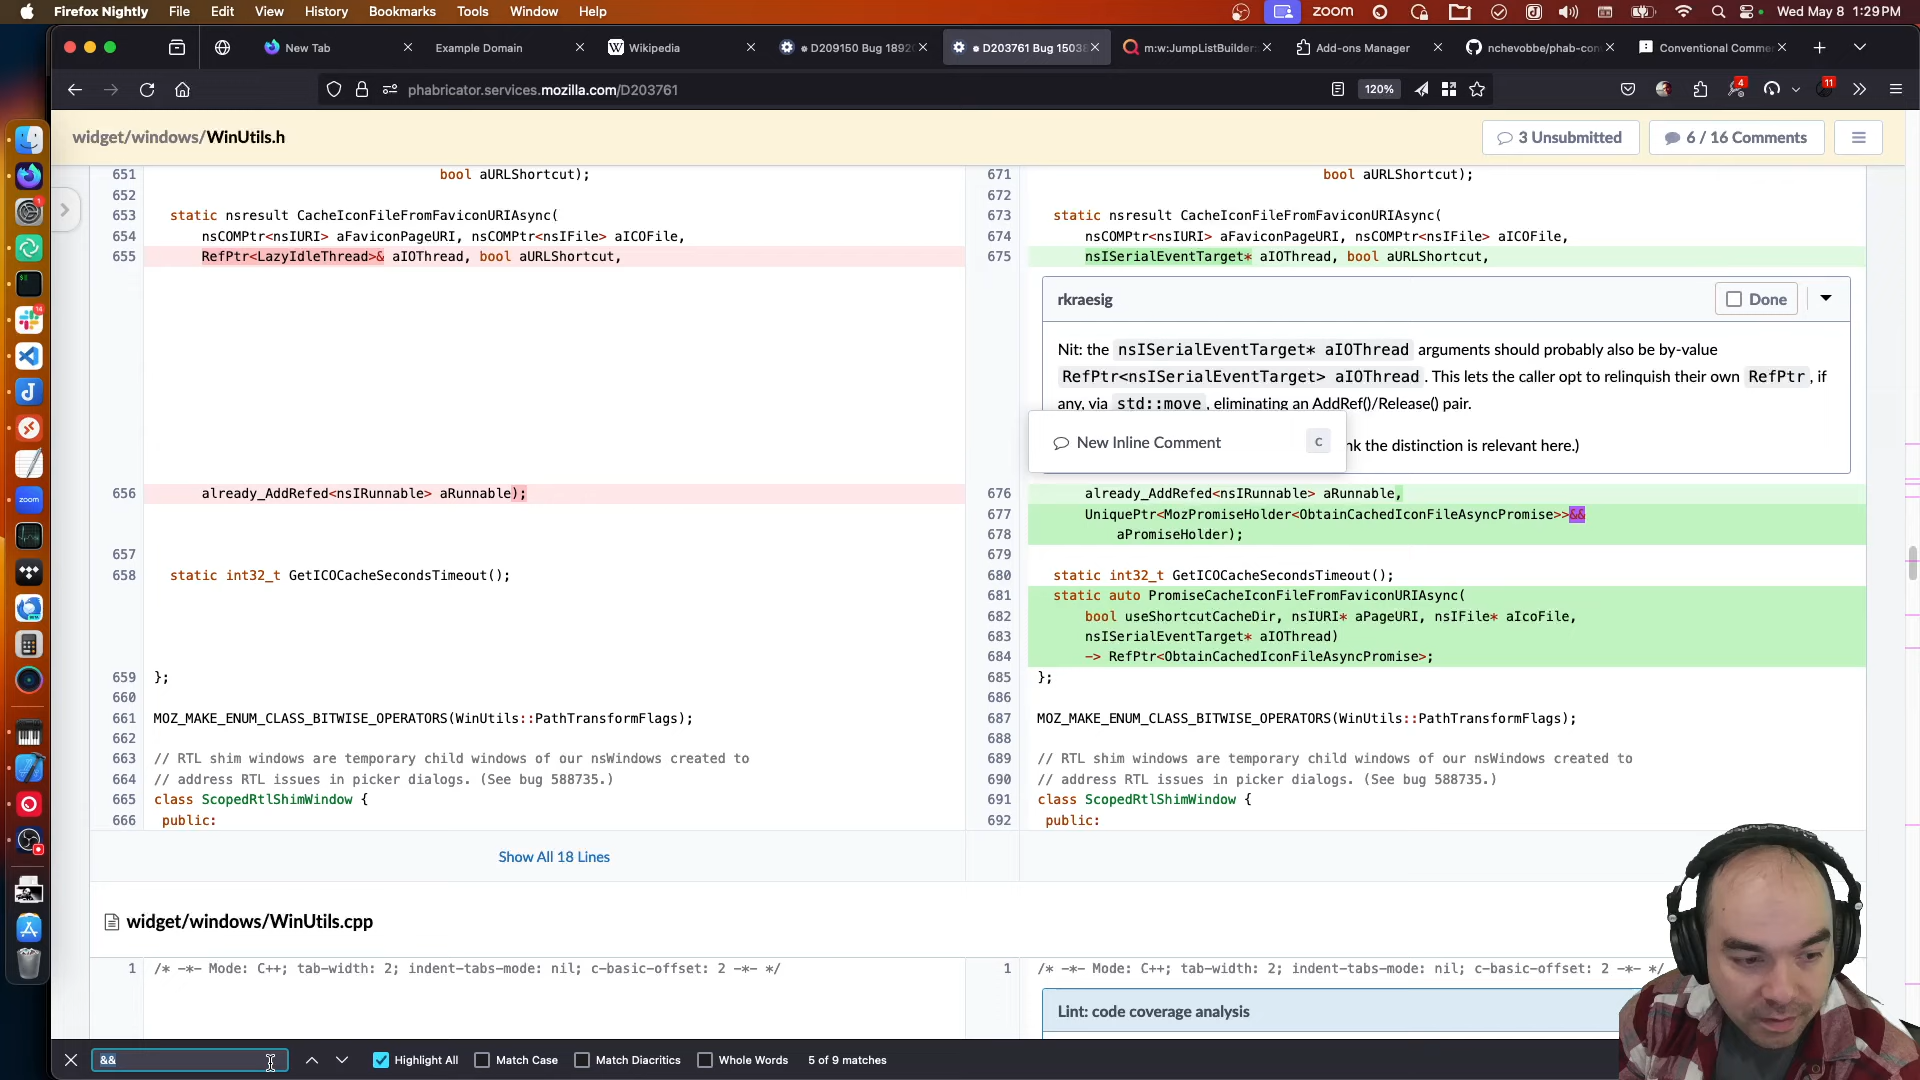 Firefox Nightly File Edit View History Bookmarks Tools Window Help zoom Wed May 8 1:29 PM
New Tab Example Domain Wikipedia D209150 Bug 1892 D203761 Bug 1503 m:w:JumpListBuilder: Add-ons Manager nchevobbe/phab-con Conventional Comme
phabricator.services.mozilla.com/D203761 120% 4 11
widget/windows/WinUtils.h 3 Unsubmitted 6 / 16 Comments
651 bool aURLShortcut); 671 bool aURLShortcut);
652 672
653 static nsresult CacheIconFileFromFaviconURIAsync( 673 static nsresult CacheIconFileFromFaviconURIAsync(
654 nsCOMPtr<nsIURI> aFaviconPageURI, nsCOMPtr<nsIFile> aICOFile, 674 nsCOMPtr<nsIURI> aFaviconPageURI, nsCOMPtr<nsIFile> aICOFile,
655 RefPtr<LazyIdleThread>& aIOThread, bool aURLShortcut, 675 nsISerialEventTarget* aIOThread, bool aURLShortcut,
rkraesig Done
Nit: the nsISerialEventTarget* aIOThread arguments should probably also be by-value
RefPtr<nsISerialEventTarget> aIOThread. This lets the caller opt to relinquish their own RefPtr, if
any, via std::move, eliminating an AddRef()/Release() pair.
New Inline Comment C nk the distinction is relevant here.)
656 already_AddRefed<nsIRunnable> aRunnable); 676 already_AddRefed<nsIRunnable> aRunnable,
677 UniquePtr<MozPromiseHolder<ObtainCachedIconFileAsyncPromise>>&&
678 aPromiseHolder);
657 679
658 static int32_t GetICOCacheSecondsTimeout(); 680 static int32_t GetICOCacheSecondsTimeout();
681 static auto PromiseCacheIconFileFromFaviconURIAsync(
682 bool useShortcutCacheDir, nsIURI* aPageURI, nsIFile* aIcoFile,
683 nsISerialEventTarget* aIOThread)
684 -> RefPtr<ObtainCachedIconFileAsyncPromise>;
659 }; 685 };
660 686
661 MOZ_MAKE_ENUM_CLASS_BITWISE_OPERATORS(WinUtils::PathTransformFlags); 687 MOZ_MAKE_ENUM_CLASS_BITWISE_OPERATORS(WinUtils::PathTransformFlags);
662 688
663 // RTL shim windows are temporary child windows of our nsWindows created to 689 // RTL shim windows are temporary child windows of our nsWindows created to
664 // address RTL issues in picker dialogs. (See bug 588735.) 690 // address RTL issues in picker dialogs. (See bug 588735.)
665 class ScopedRtlShimWindow { 691 class ScopedRtlShimWindow {
666 public: 692 public:
Show All 18 Lines
widget/windows/WinUtils.cpp
1 /* -*- Mode: C++; tab-width: 2; indent-tabs-mode: nil; c-basic-offset: 2 -*- */ 1 /* -*- Mode: C++; tab-width: 2; indent-tabs-mode: nil; c-basic-offset: 2 -*- */
Lint: code coverage analysis
&& Highlight All Match Case Match Diacritics Whole Words 5 of 9 matches